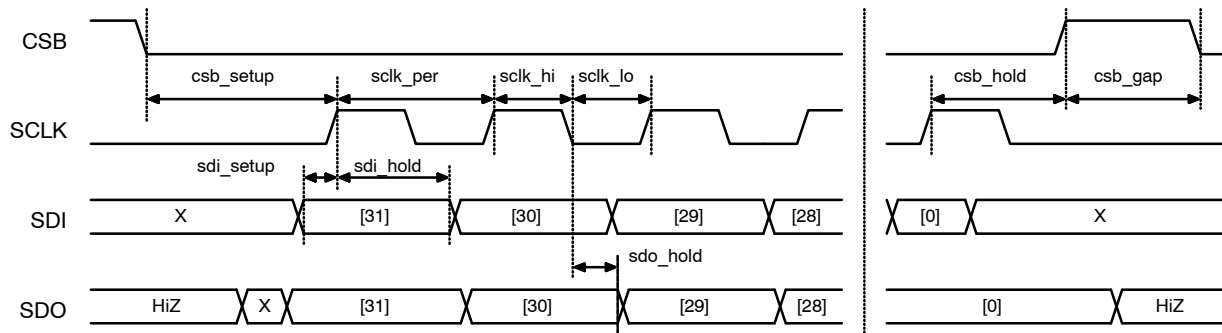 CSB
csb_setup sclk_per sclk_hi sclk_lo csb_hold csb_gap
SCLK
sdi_setup sdi_hold
SDI X [31] [30] [29] [28] [0] X
sdo_hold
SDO HiZ X [31] [30] [29] [28] [0] HiZ